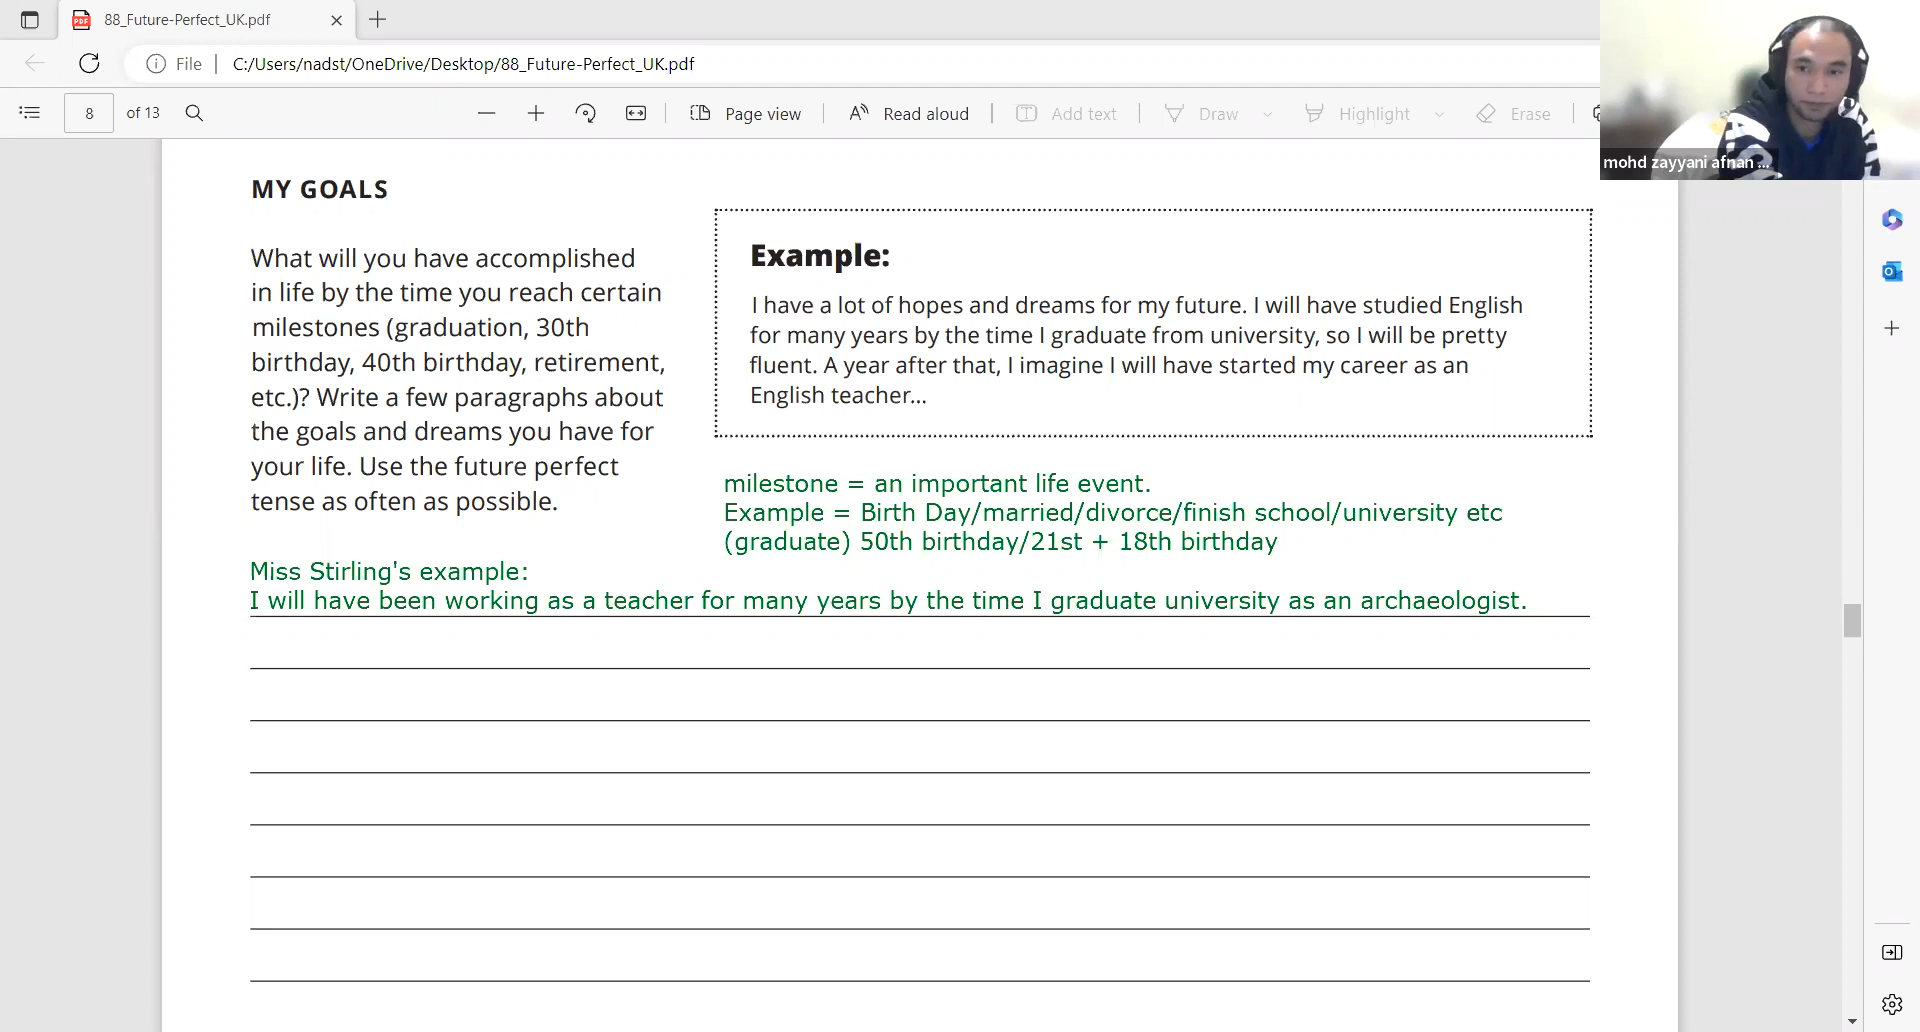 88_Future-Perfect_UK.pdf
File | C:/Users/nadst/OneDrive/Desktop/88_Future-Perfect_UK.pdf
8 of 13 Page view Read aloud Add text Draw Highlight Erase
mohd zayyani afnan ...
MY GOALS
What will you have accomplished
in life by the time you reach certain
milestones (graduation, 30th
birthday, 40th birthday, retirement,
etc.)? Write a few paragraphs about
the goals and dreams you have for
your life. Use the future perfect
tense as often as possible.
Example:
I have a lot of hopes and dreams for my future. I will have studied English
for many years by the time I graduate from university, so I will be pretty
fluent. A year after that, I imagine I will have started my career as an
English teacher...
milestone = an important life event.
Example = Birth Day/married/divorce/finish school/university etc
(graduate) 50th birthday/21st + 18th birthday
Miss Stirling's example:
I will have been working as a teacher for many years by the time I graduate university as an archaeologist.